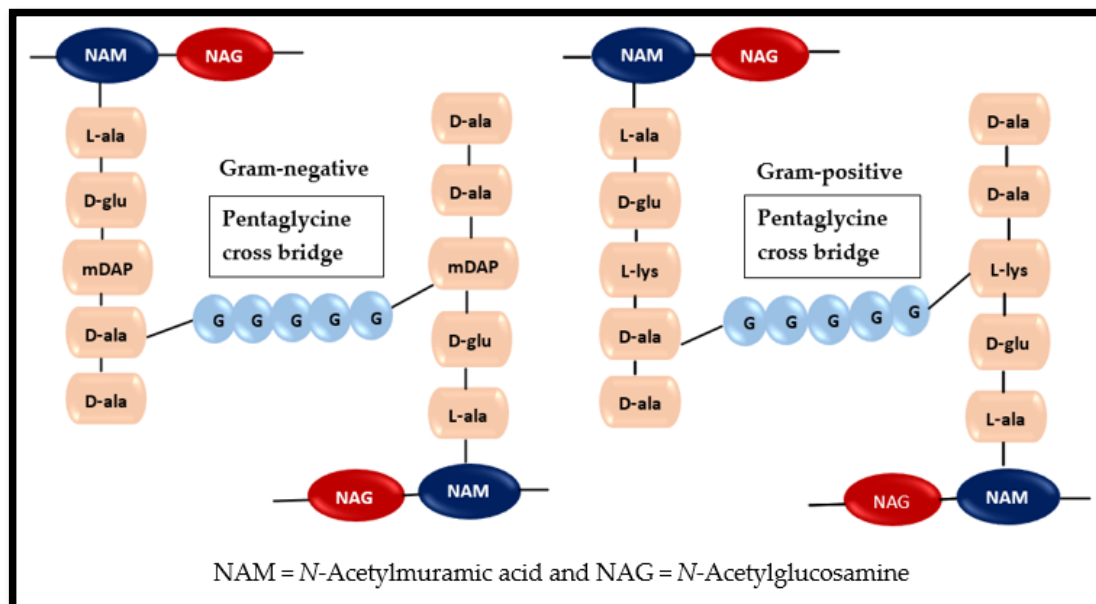 NAM NAG
L-ala
D-glu
mDAP
D-ala
D-ala
Gram-negative
Pentaglycine
cross bridge
G G G G G
D-ala
D-ala
mDAP
D-glu
L-ala
NAG NAM
NAM NAG
L-ala
D-glu
L-lys
D-ala
D-ala
Gram-positive
Pentaglycine
cross bridge
G G G G G
D-ala
D-ala
L-lys
D-glu
L-ala
NAG NAM
NAM = N-Acetylmuramic acid and NAG = N-Acetylglucosamine